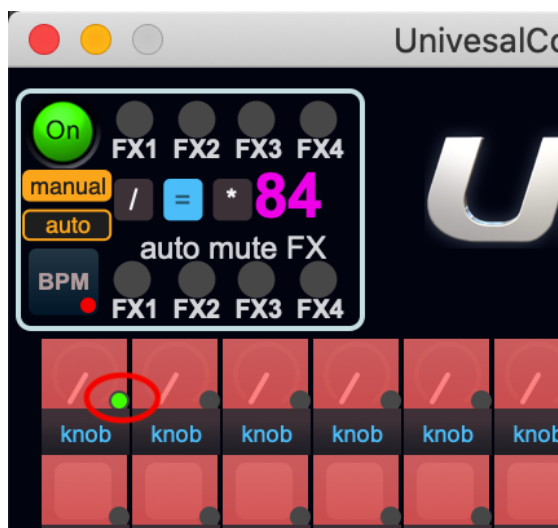 UnivesalCo
On
FX1 FX2 FX3 FX4
manual
/ = * 84
auto
auto mute FX
BPM
FX1 FX2 FX3 FX4
U
knob knob knob knob knob knob